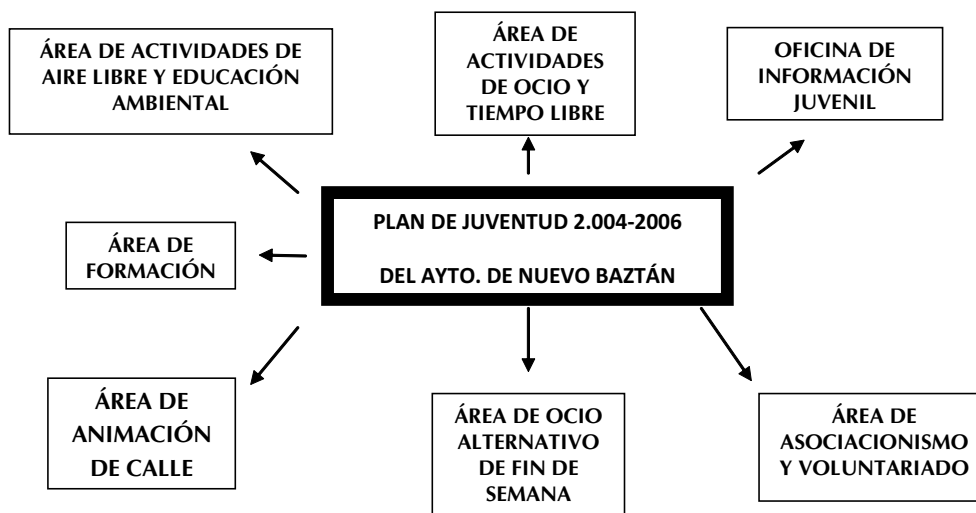 ÁREA DE ACTIVIDADES DE
AIRE LIBRE Y EDUCACIÓN
AMBIENTAL
ÁREA DE
ACTIVIDADES
DE OCIO Y
TIEMPO LIBRE
OFICINA DE
INFORMACIÓN
JUVENIL
PLAN DE JUVENTUD 2.004-2006
DEL AYTO. DE NUEVO BAZTÁN
ÁREA DE
FORMACIÓN
ÁREA DE
ANIMACIÓN
DE CALLE
ÁREA DE OCIO
ALTERNATIVO
DE FIN DE
SEMANA
ÁREA DE
ASOCIACIONISMO
Y VOLUNTARIADO